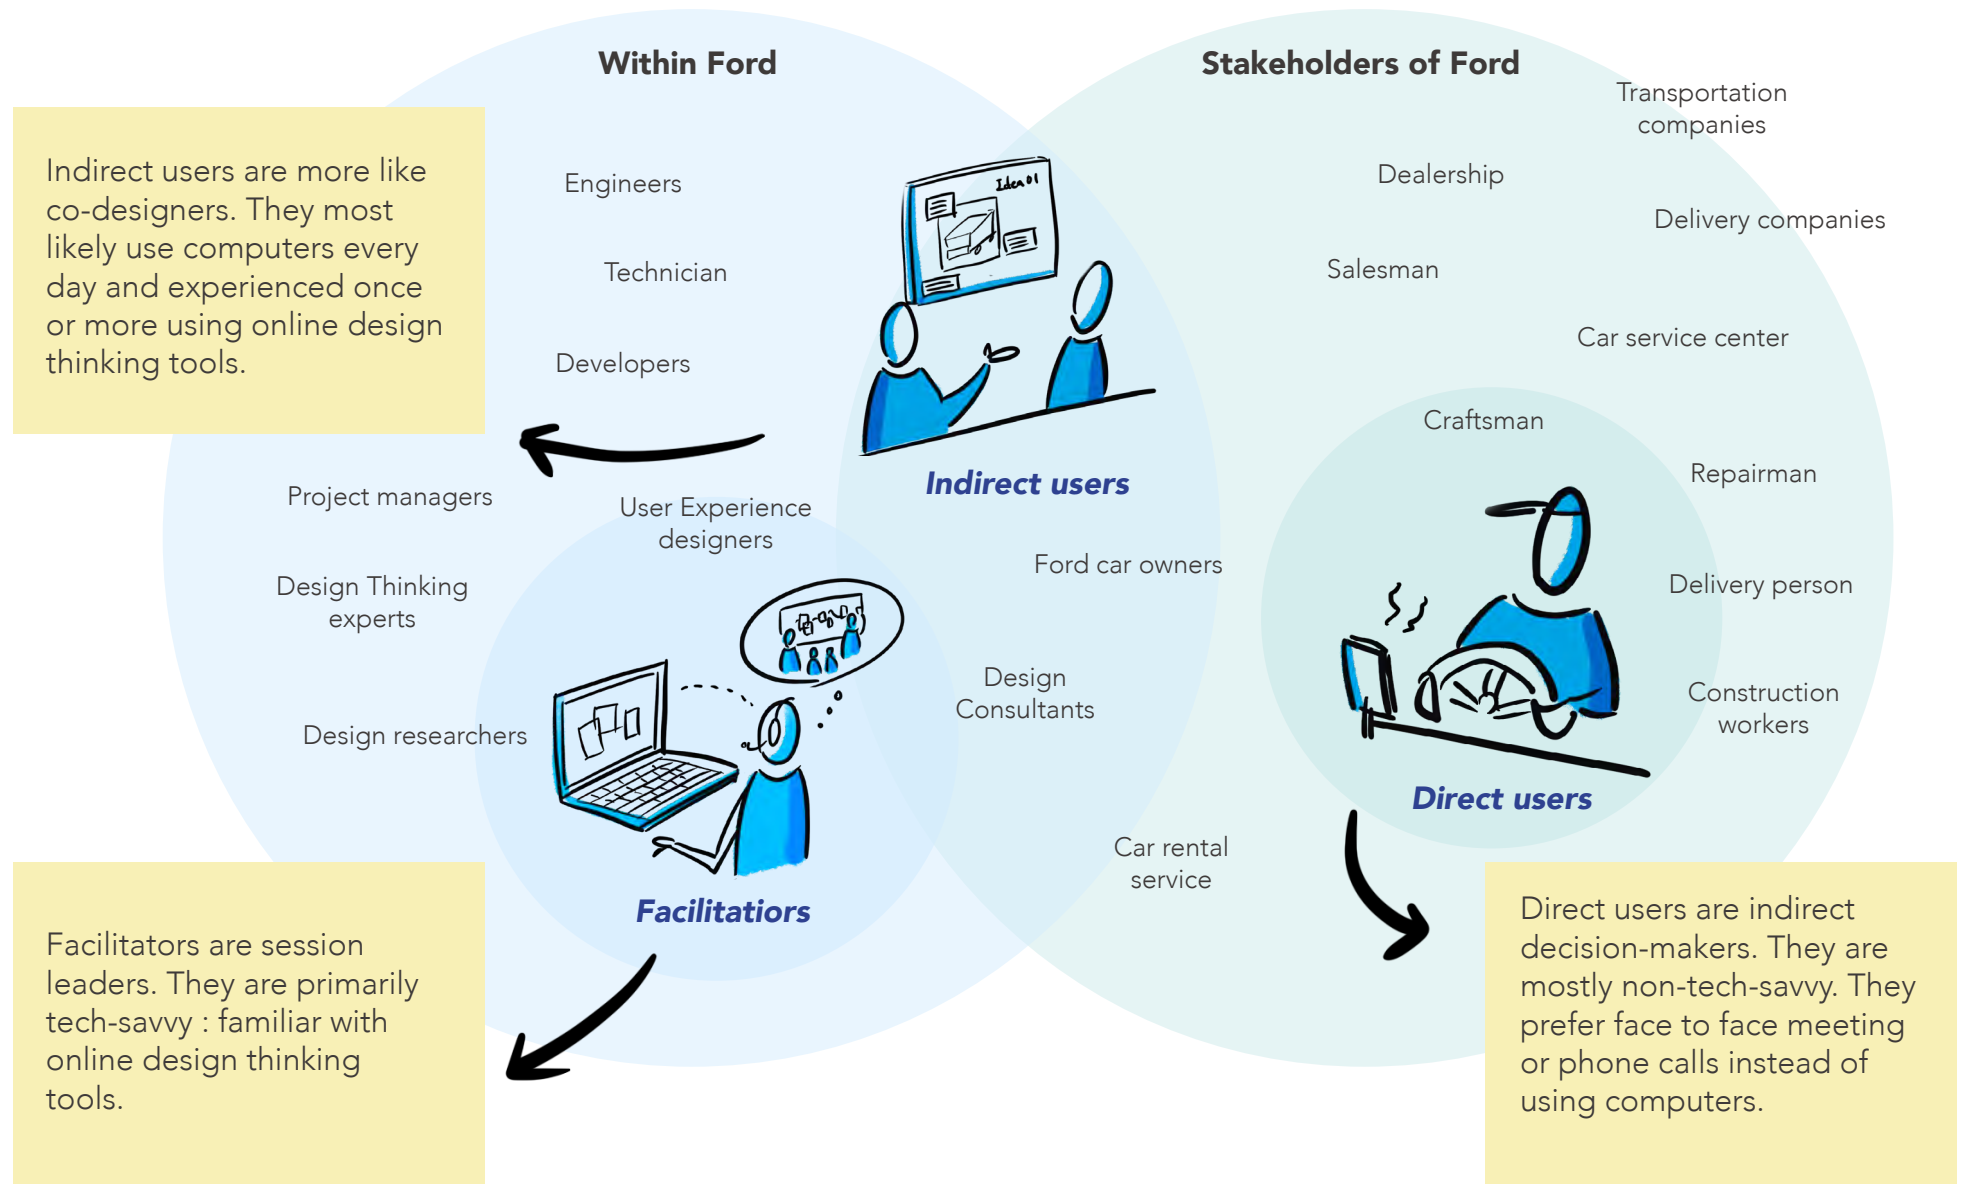 Within Ford
Stakeholders of Ford
Transportation
companies
Indirect users are more like
co-designers. They most
likely use computers every
day and experienced once
or more using online design
thinking tools.
Engineers
Technician
Developers
Idea 01
Dealership
Delivery companies
Salesman
Car service center
Craftsman
Repairman
Indirect users
Project managers
User Experience
designers
Design Thinking
experts
Ford car owners
Delivery person
Design
Consultants
Construction
workers
Design researchers
Direct users
Car rental
service
Facilitatiors
Facilitators are session
leaders. They are primarily
tech-savvy : familiar with
online design thinking
tools.
Direct users are indirect
decision-makers. They are
mostly non-tech-savvy. They
prefer face to face meeting
or phone calls instead of
using computers.